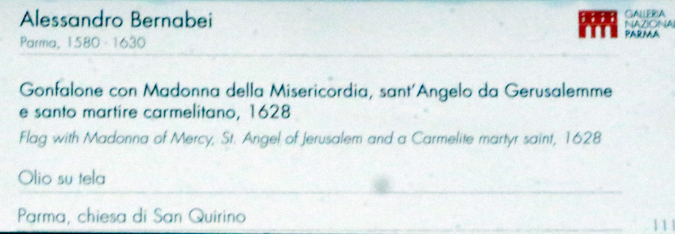 Alessandro Bernabei
Parma, 1580 - 1630
GALLERIA
NAZIONALE
PARMA
Gonfalone con Madonna della Misericordia, sant'Angelo da Gerusalemme
e santo martire carmelitano, 1628
Flag with Madonna of Mercy, St. Angel of Jerusalem and a Carmelite martyr saint, 1628
Olio su tela
Parma, chiesa di San Quirino